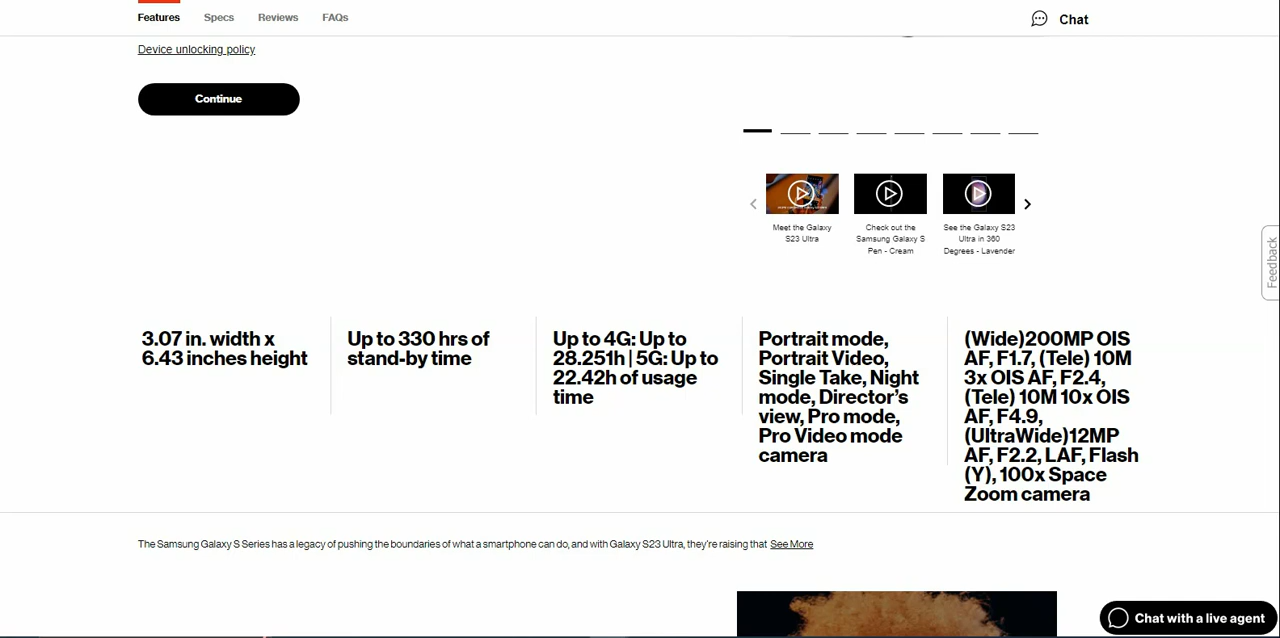 Features Specs Reviews FAQs Chat
Device unlocking policy
Continue
Meet the Galaxy
S23 Ultra
Check out the
Samsung Galaxy S
Pen - Cream
See the Galaxy S23
Ultra in 360
Degrees - Lavender
Feedback
3.07 in. width x
6.43 inches height
Up to 330 hrs of
stand-by time
Up to 4G: Up to
28.251h | 5G: Up to
22.42h of usage
time
Portrait mode,
Portrait Video,
Single Take, Night
mode, Director's
view, Pro mode,
Pro Video mode
camera
(Wide)200MP OIS
AF, F1.7, (Tele) 10M
3x OIS AF, F2.4,
(Tele) 10M 10x OIS
AF, F4.9,
(UltraWide)12MP
AF, F2.2, LAF, Flash
(Y), 100x Space
Zoom camera
The Samsung Galaxy S Series has a legacy of pushing the boundaries of what a smartphone can do, and with Galaxy S23 Ultra, they're raising that See More
Chat with a live agent